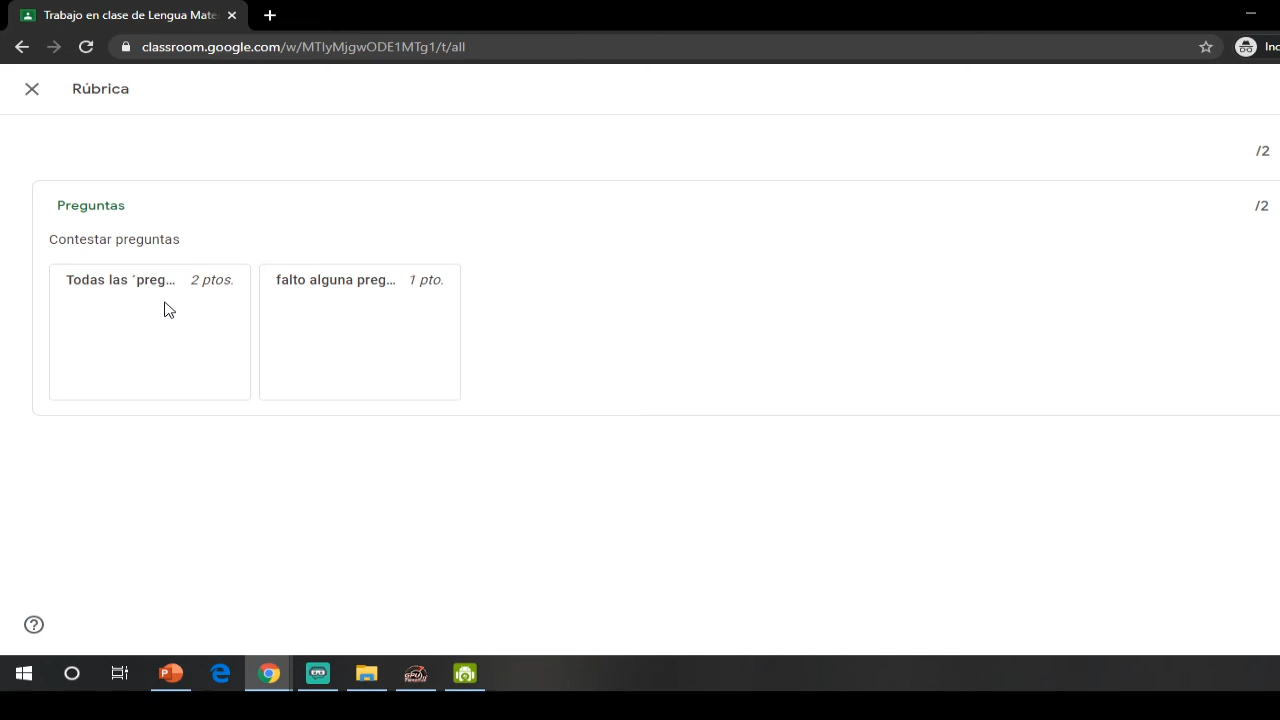 Trabajo en clase de Lengua Mate
classroom.google.com/w/MTIyMjgwODE1MTg1/t/all
Inc
Rúbrica
/2
Preguntas
/2
Contestar preguntas
Todas las ´preg... 2 ptos.
falto alguna preg... 1 pto.